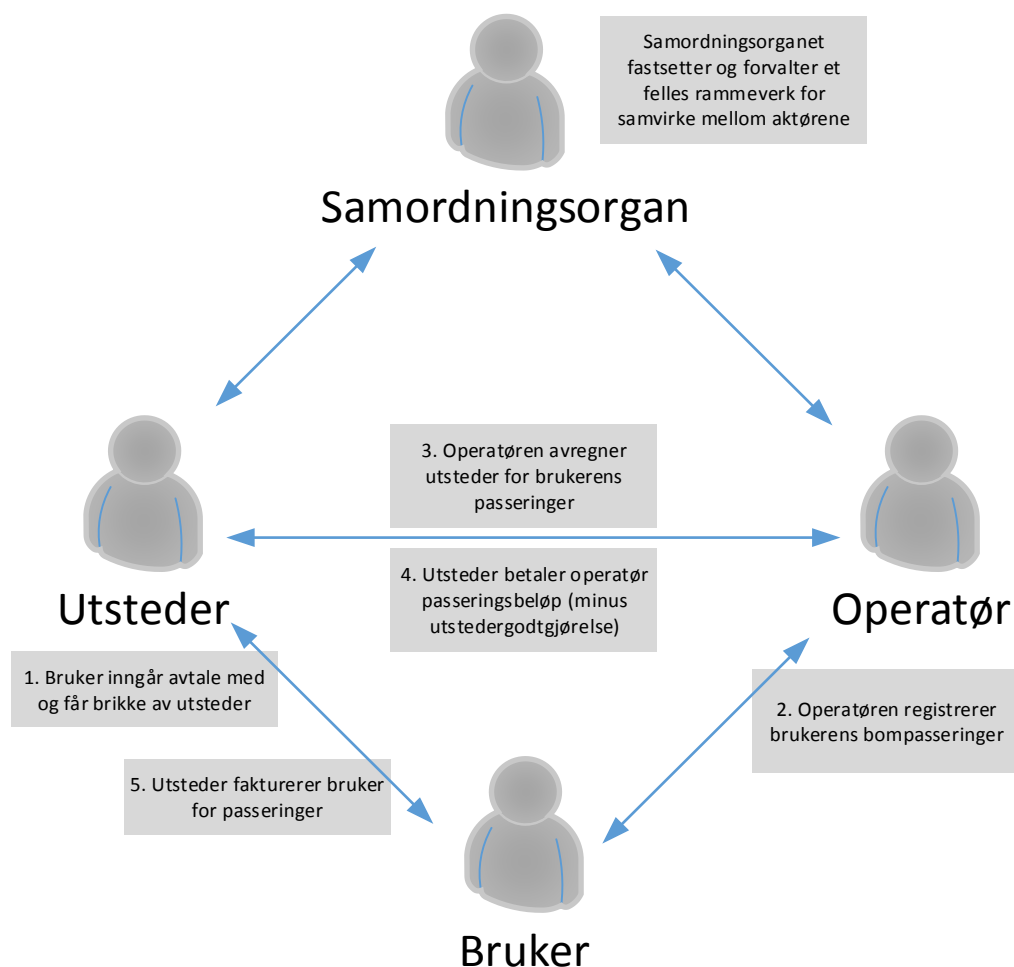 Samordningsorganet
fastsetter og forvalter et
felles rammeverk for
samvirke mellom aktørene
Samordningsorgan
3. Operatøren avregner
utsteder for brukerens
passeringer
4. Utsteder betaler operatør
passeringsbeløp (minus
utstedergodtgjørelse)
Utsteder
Operatør
1. Bruker inngår avtale med
og får brikke av utsteder
2. Operatøren registrerer
brukerens bompasseringer
5. Utsteder fakturerer bruker
for passeringer
Bruker